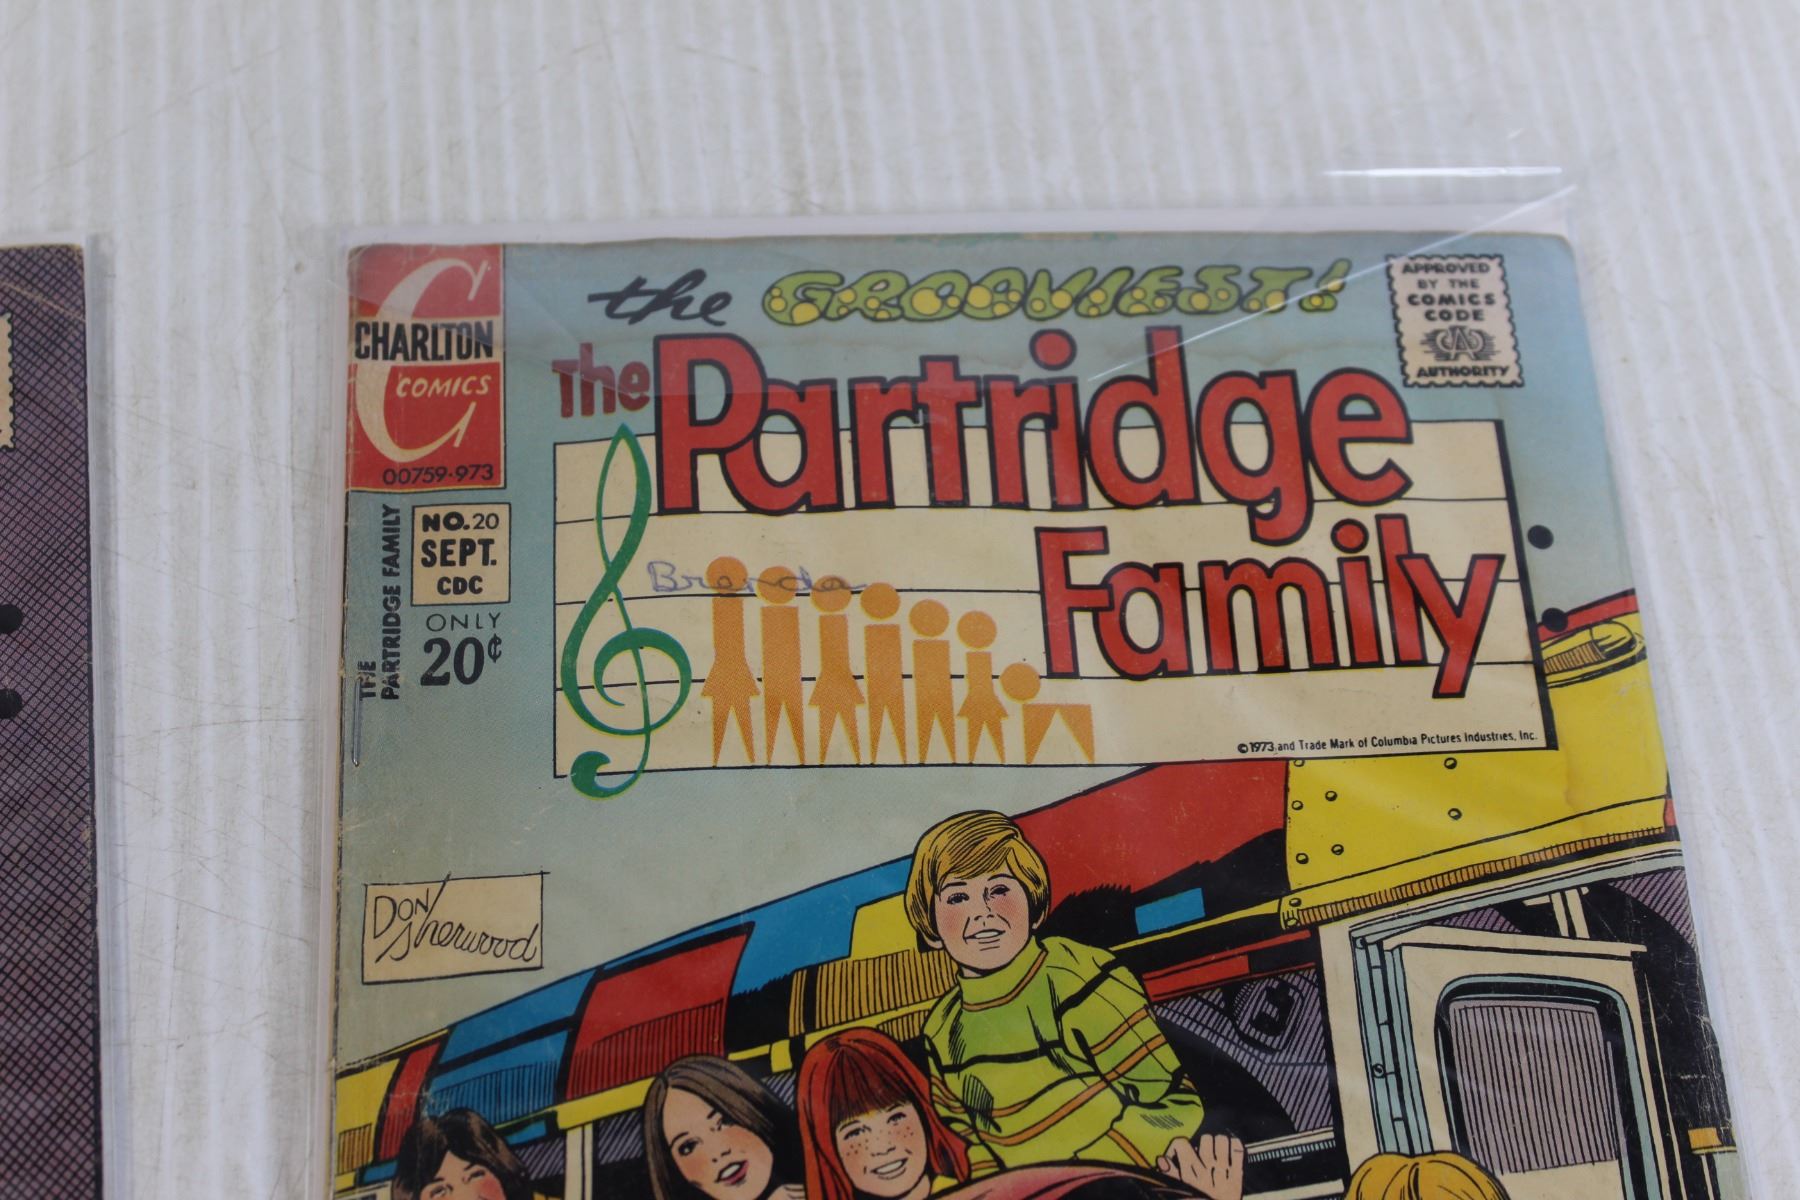 the GROOVIEST!
CHARLTON
COMICS
00759-973
APPROVED
BY THE
COMICS
CODE
CA
AUTHORITY
The Partridge
Family
NO. 20
SEPT.
CDC
ONLY
20¢
THE
PARTRIDGE FAMILY
Brenda
©1973 and Trade Mark of Columbia Pictures Industries, Inc.
Don
Sherwood